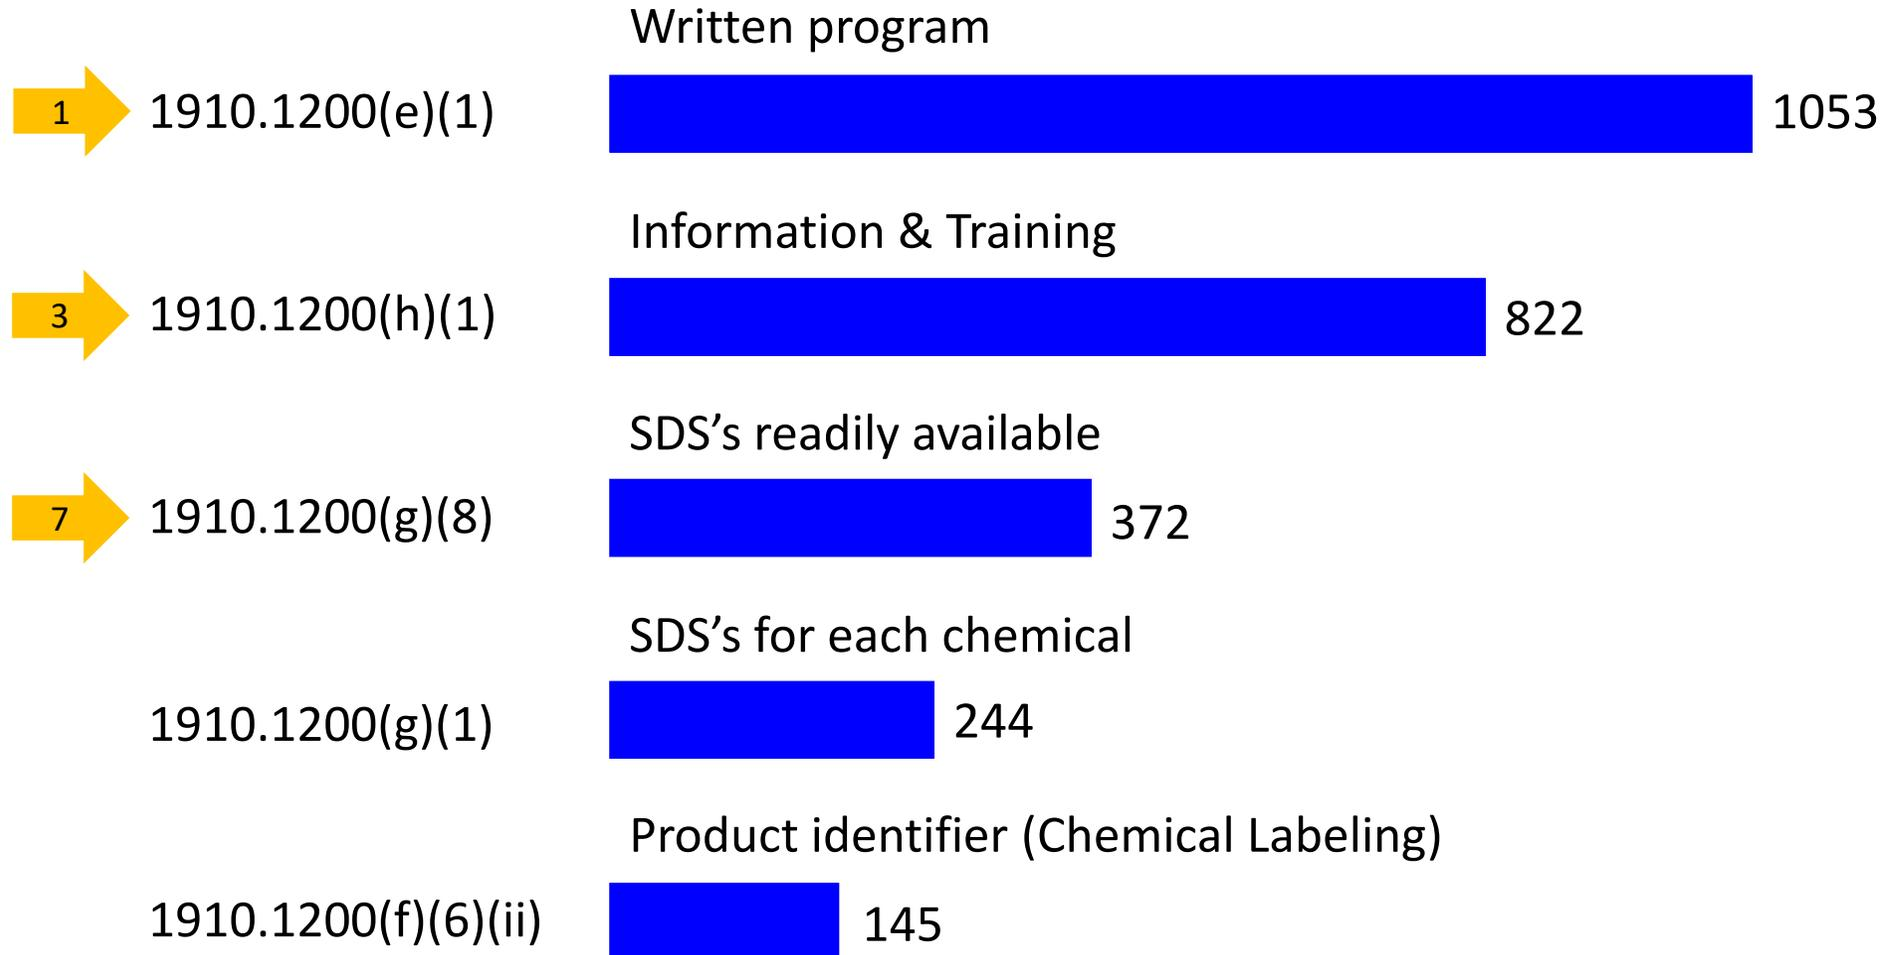 Written program
1 1910.1200(e)(1) 1053
Information & Training
3 1910.1200(h)(1) 822
SDS’s readily available
7 1910.1200(g)(8) 372
SDS’s for each chemical
1910.1200(g)(1) 244
Product identifier (Chemical Labeling)
1910.1200(f)(6)(ii) 145